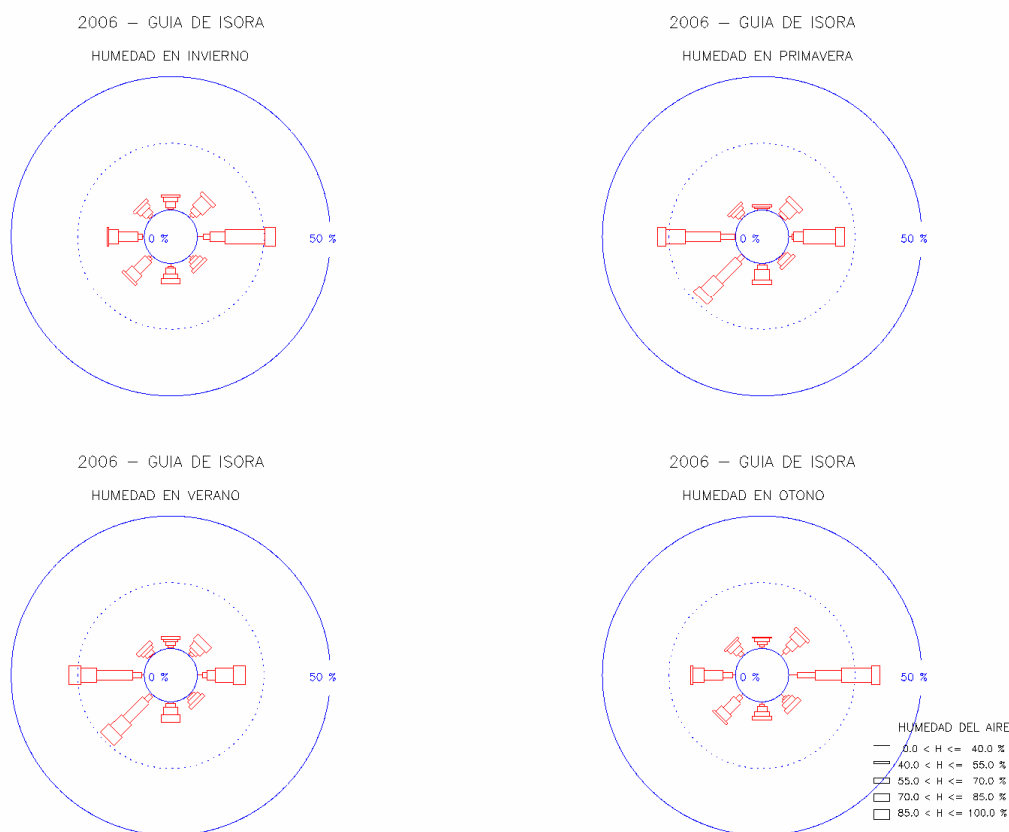 2006 – GUIA DE ISORA
HUMEDAD EN INVIERNO
0 %
50 %
2006 – GUIA DE ISORA
HUMEDAD EN PRIMAVERA
0 %
50 %
2006 – GUIA DE ISORA
HUMEDAD EN VERANO
0 %
50 %
2006 – GUIA DE ISORA
HUMEDAD EN OTONO
0 %
50 %
HUMEDAD DEL AIRE
0.0 < H <= 40.0 %
40.0 < H <= 55.0 %
55.0 < H <= 70.0 %
70.0 < H <= 85.0 %
85.0 < H <= 100.0 %